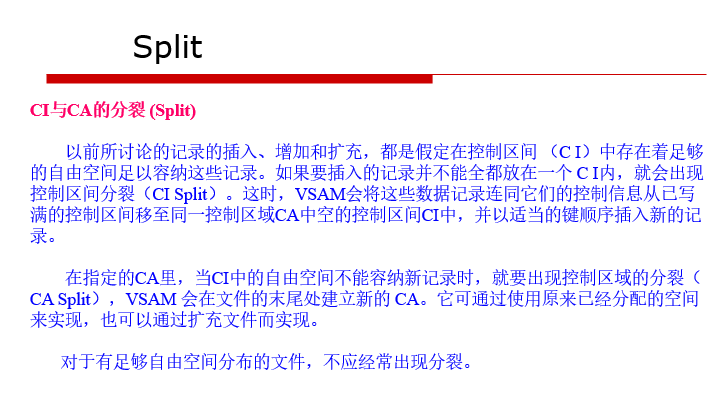 Split
CI与CA的分裂 (Split)
以前所讨论的记录的插入、增加和扩充，都是假定在控制区间 （C I）中存在着足够
的自由空间足以容纳这些记录。如果要插入的记录并不能全都放在一个 C I内，就会出现
控制区间分裂（CI Split）。这时，VSAM会将这些数据记录连同它们的控制信息从已写
满的控制区间移至同一控制区域CA中空的控制区间CI中，并以适当的键顺序插入新的记
录。
在指定的CA里，当CI中的自由空间不能容纳新记录时，就要出现控制区域的分裂（
CA Split），VSAM 会在文件的末尾处建立新的 CA。它可通过使用原来已经分配的空间
来实现，也可以通过扩充文件而实现。
对于有足够自由空间分布的文件，不应经常出现分裂。